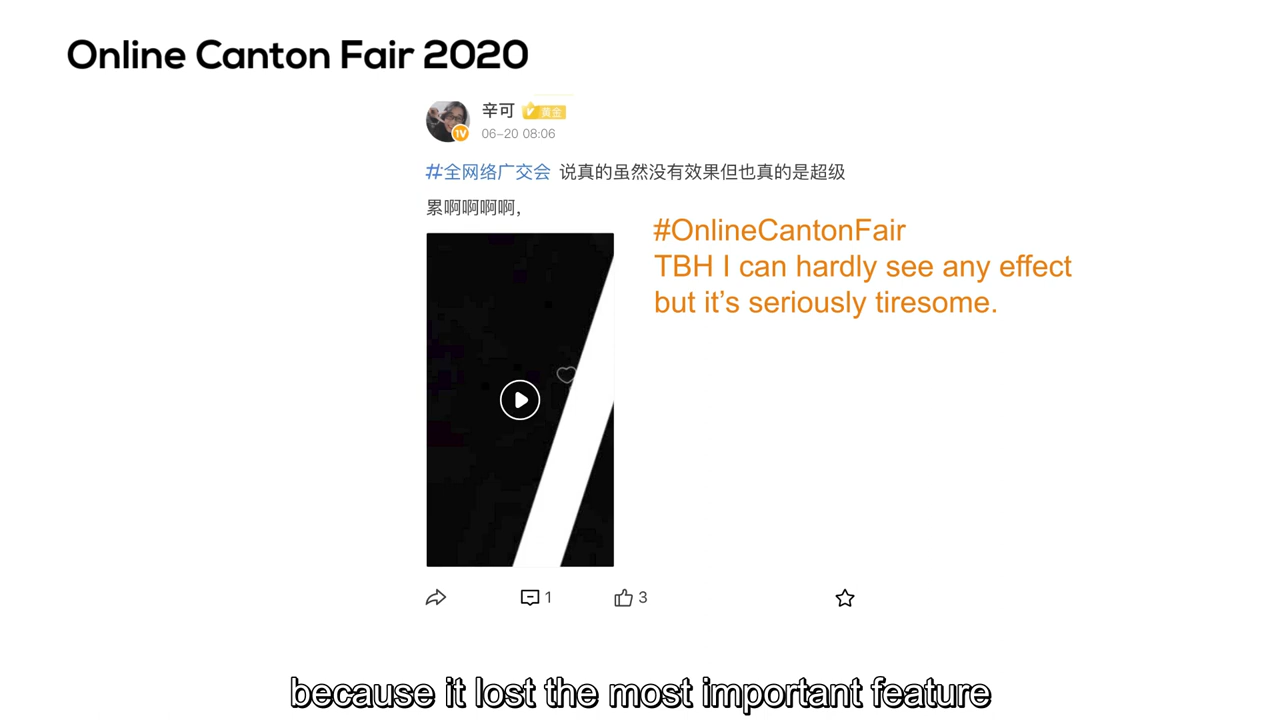 Online Canton Fair 2020
辛可 黄金
1V
06-20 08:06
#全网络广交会 说真的虽然没有效果但也真的是超级
累啊啊啊啊,
#OnlineCantonFair
TBH I can hardly see any effect
but it's seriously tiresome.
1 3
because it lost the most important feature